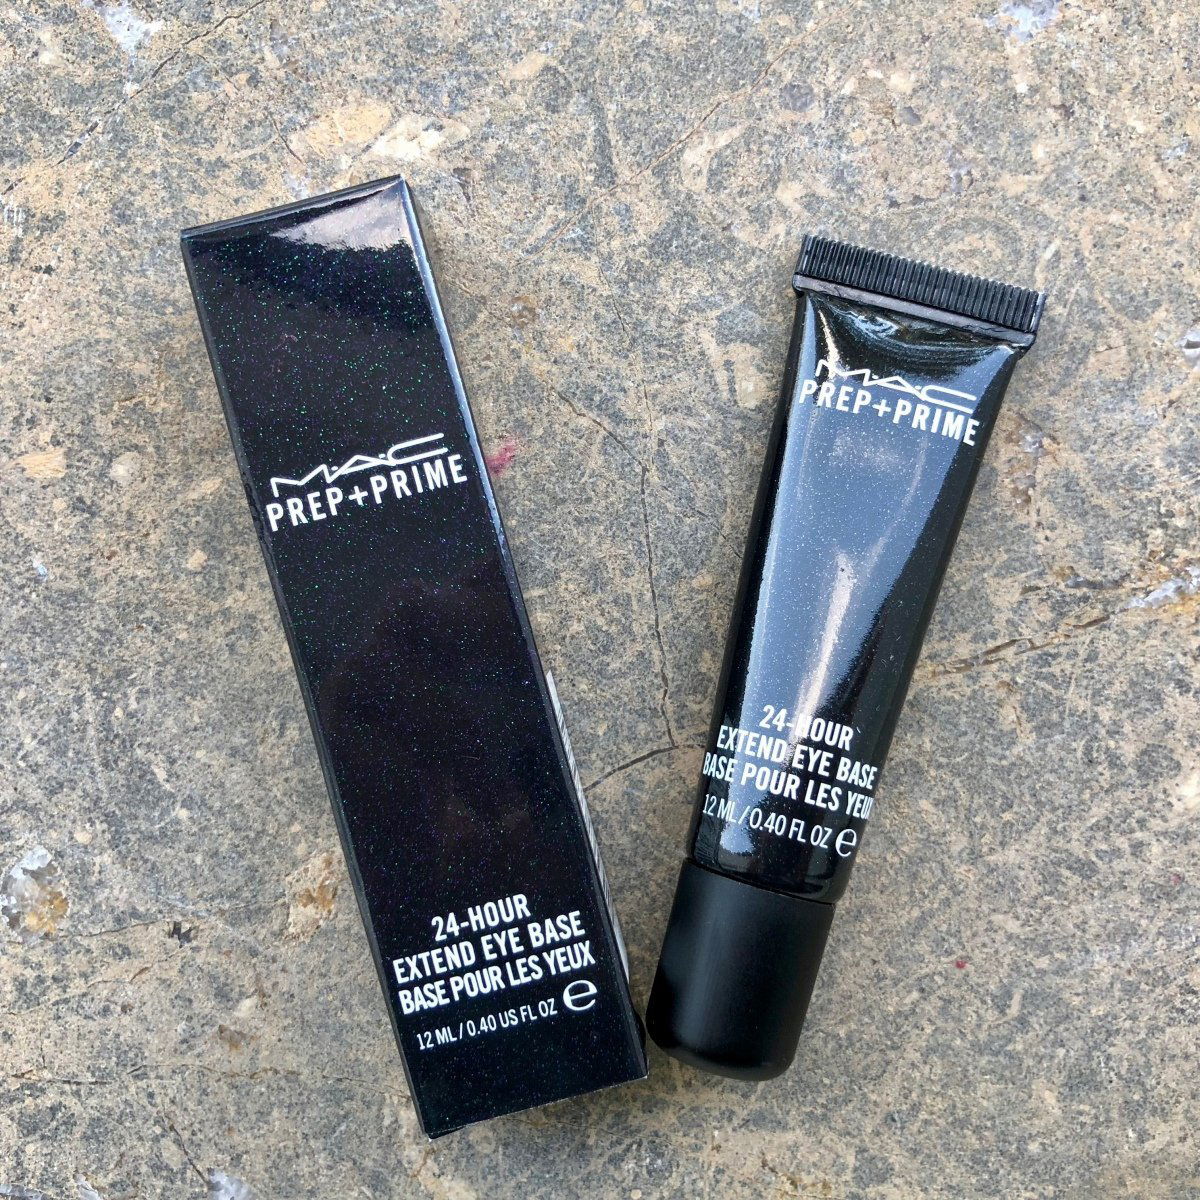 M·A·C
PREP+PRIME
24-HOUR
EXTEND EYE BASE
BASE POUR LES YEUX
12 ML / 0.40 US FL OZ e
M·A·C
PREP+PRIME
24-HOUR
EXTEND EYE BASE
BASE POUR LES YEUX
12 ML / 0.40 FL OZ e